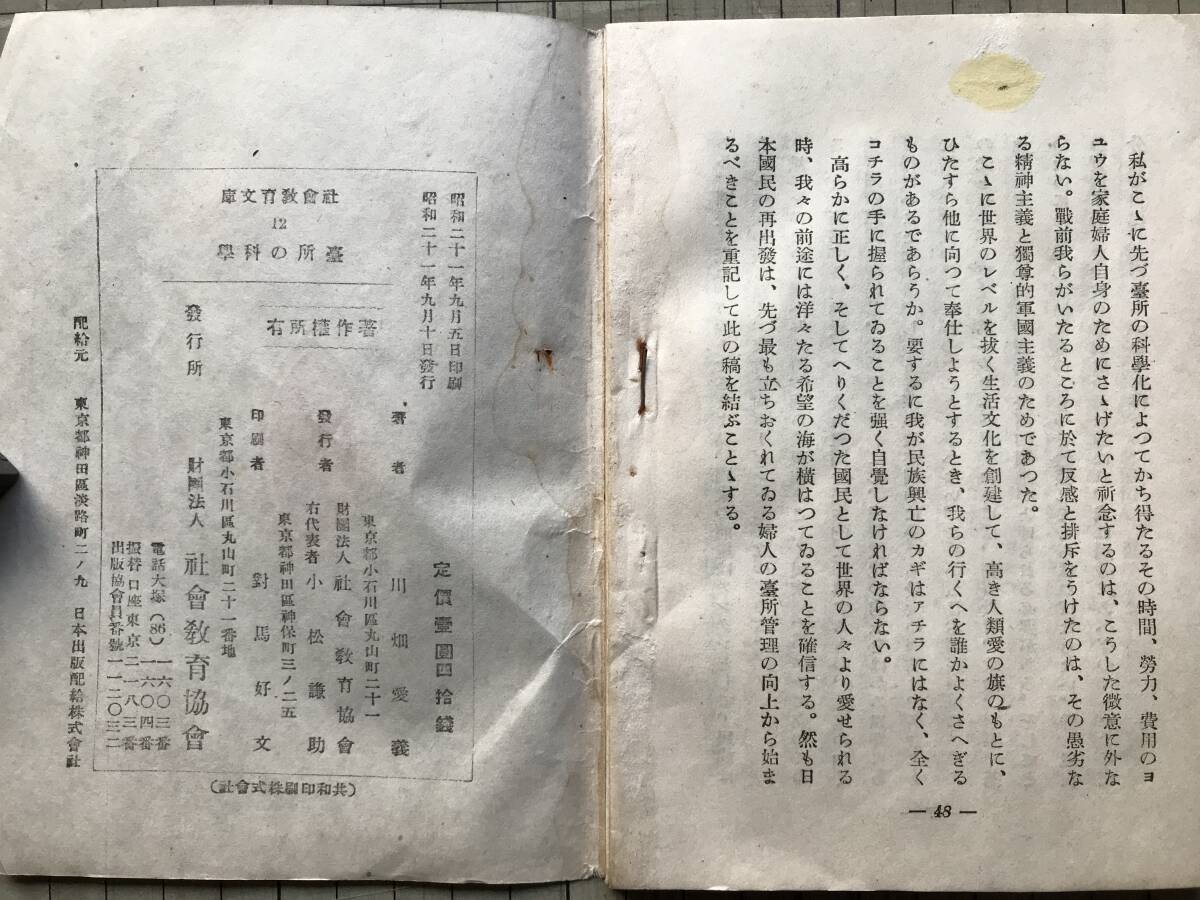 私がこゝに先づ臺所の科學化によつてかち得たるその時間、勞力、費用のヨ
ユウを家庭婦人自身のためにさゝげたいと祈念するのは、こうした微意に外な
らない。戰前我らがいたるところに於て反感と排斥をうけたのは、その愚劣な
る精神主義と獨尊的軍國主義のためであつた。
こゝに世界のレベルを拔く生活文化を創建して、高き人類愛の旗のもとに、
ひたすら他に向つて奉仕しようとするとき、我らの行くへを誰かよくさへぎる
ものがあるであらうか。要するに我が民族興亡のカギはアチラにはなく、全く
コチラの手に握られてゐることを強く自覺しなければならない。
高らかに正しく、そしてへりくだつた國民として世界の人々より愛せられる
時、我々の前途には洋々たる希望の海が橫はつてゐることを確信する。然も日
本國民の再出發は、先づ最も立ちおくれてゐる婦人の臺所管理の向上から始ま
るべきことを重記して此の稿を結ぶことゝする。
— 48 —
昭和二十一年九月五日印刷
昭和二十一年九月十日發行
定價壹圓四拾錢
庫文育敎會社
12
學科の所臺
有所權作著
著者
東京都小石川區丸山町二十一
川畑愛義
發行者
財團法人社會敎育協會
右代表者小松謙助
東京都神田區神保町三ノ二五
印刷者對馬好文
東京都小石川區丸山町二十一番地
發行所財團法人社會敎育協會
電話大塚(86)一六〇三番
一六〇四番
振替口座東京二一八三番
出版協會員番號一一二〇三二
(社會式株刷印和共)
配給元東京都神田區淡路町二ノ九日本出版配給株式會社